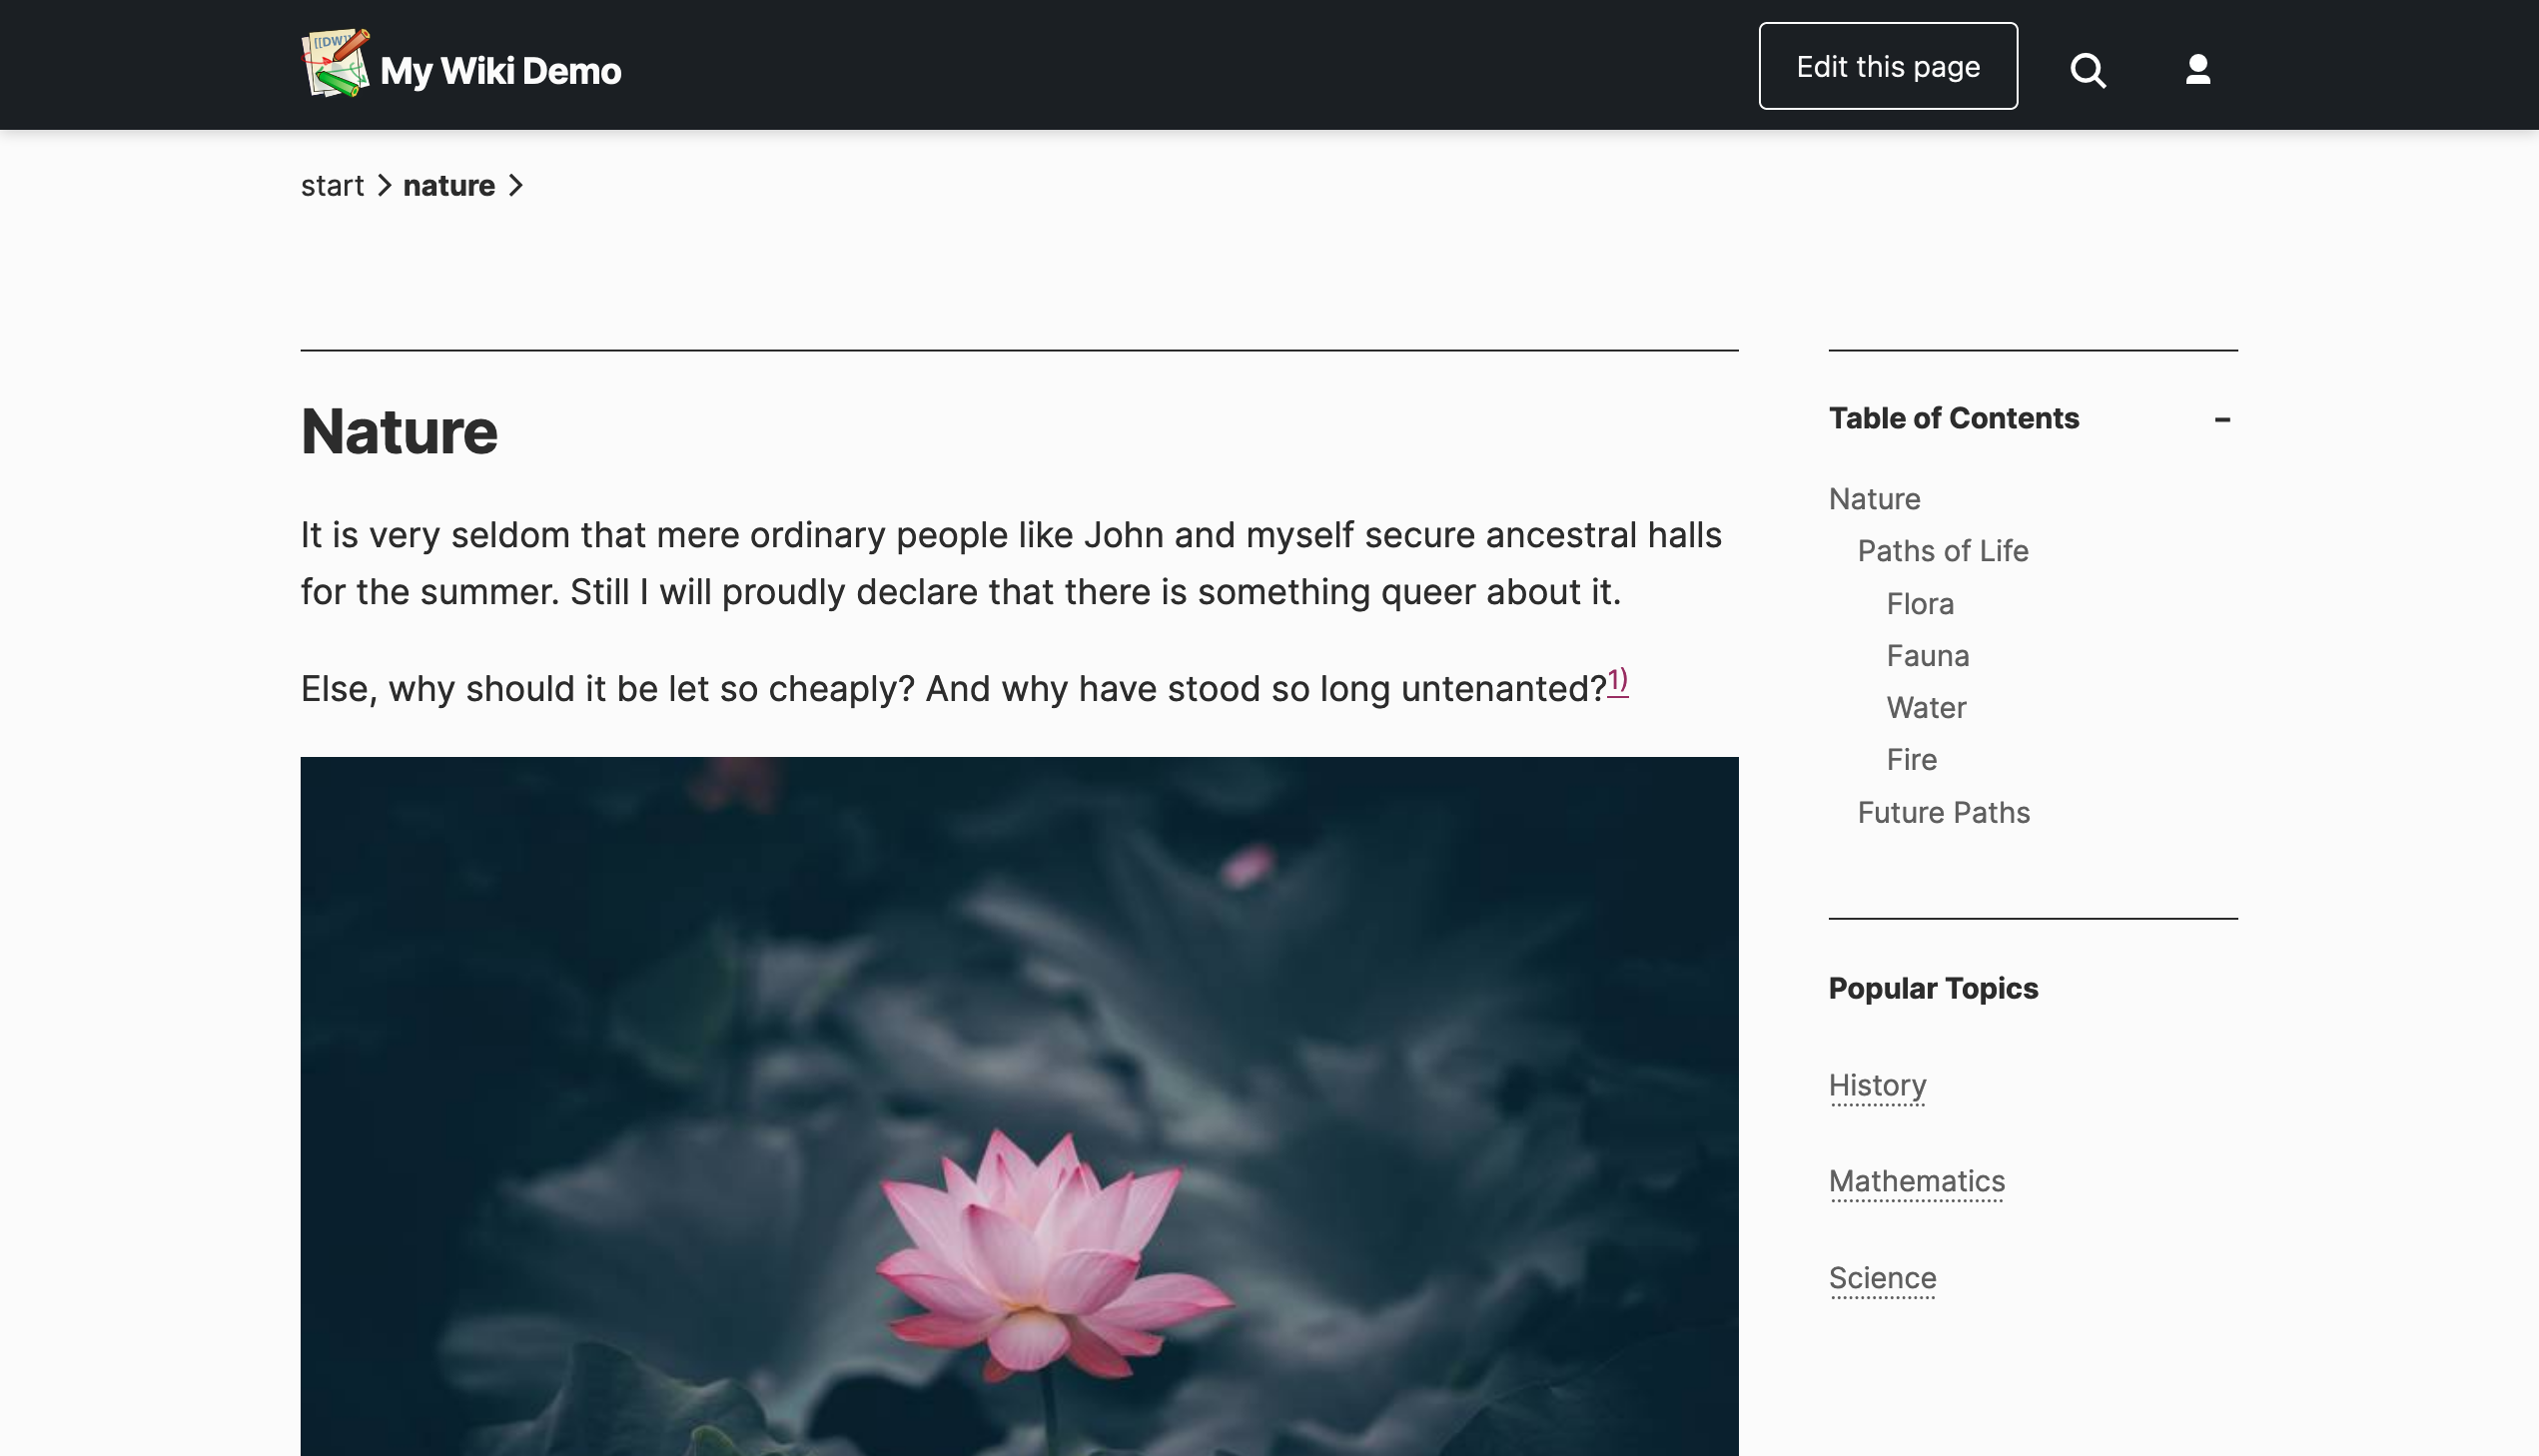 [[DW]]
My Wiki Demo
Edit this page
start
nature
Nature
It is very seldom that mere ordinary people like John and myself secure ancestral halls
for the summer. Still I will proudly declare that there is something queer about it.
Else, why should it be let so cheaply? And why have stood so long untenanted?1)
Table of Contents
Nature
Paths of Life
Flora
Fauna
Water
Fire
Future Paths
Popular Topics
History
Mathematics
Science